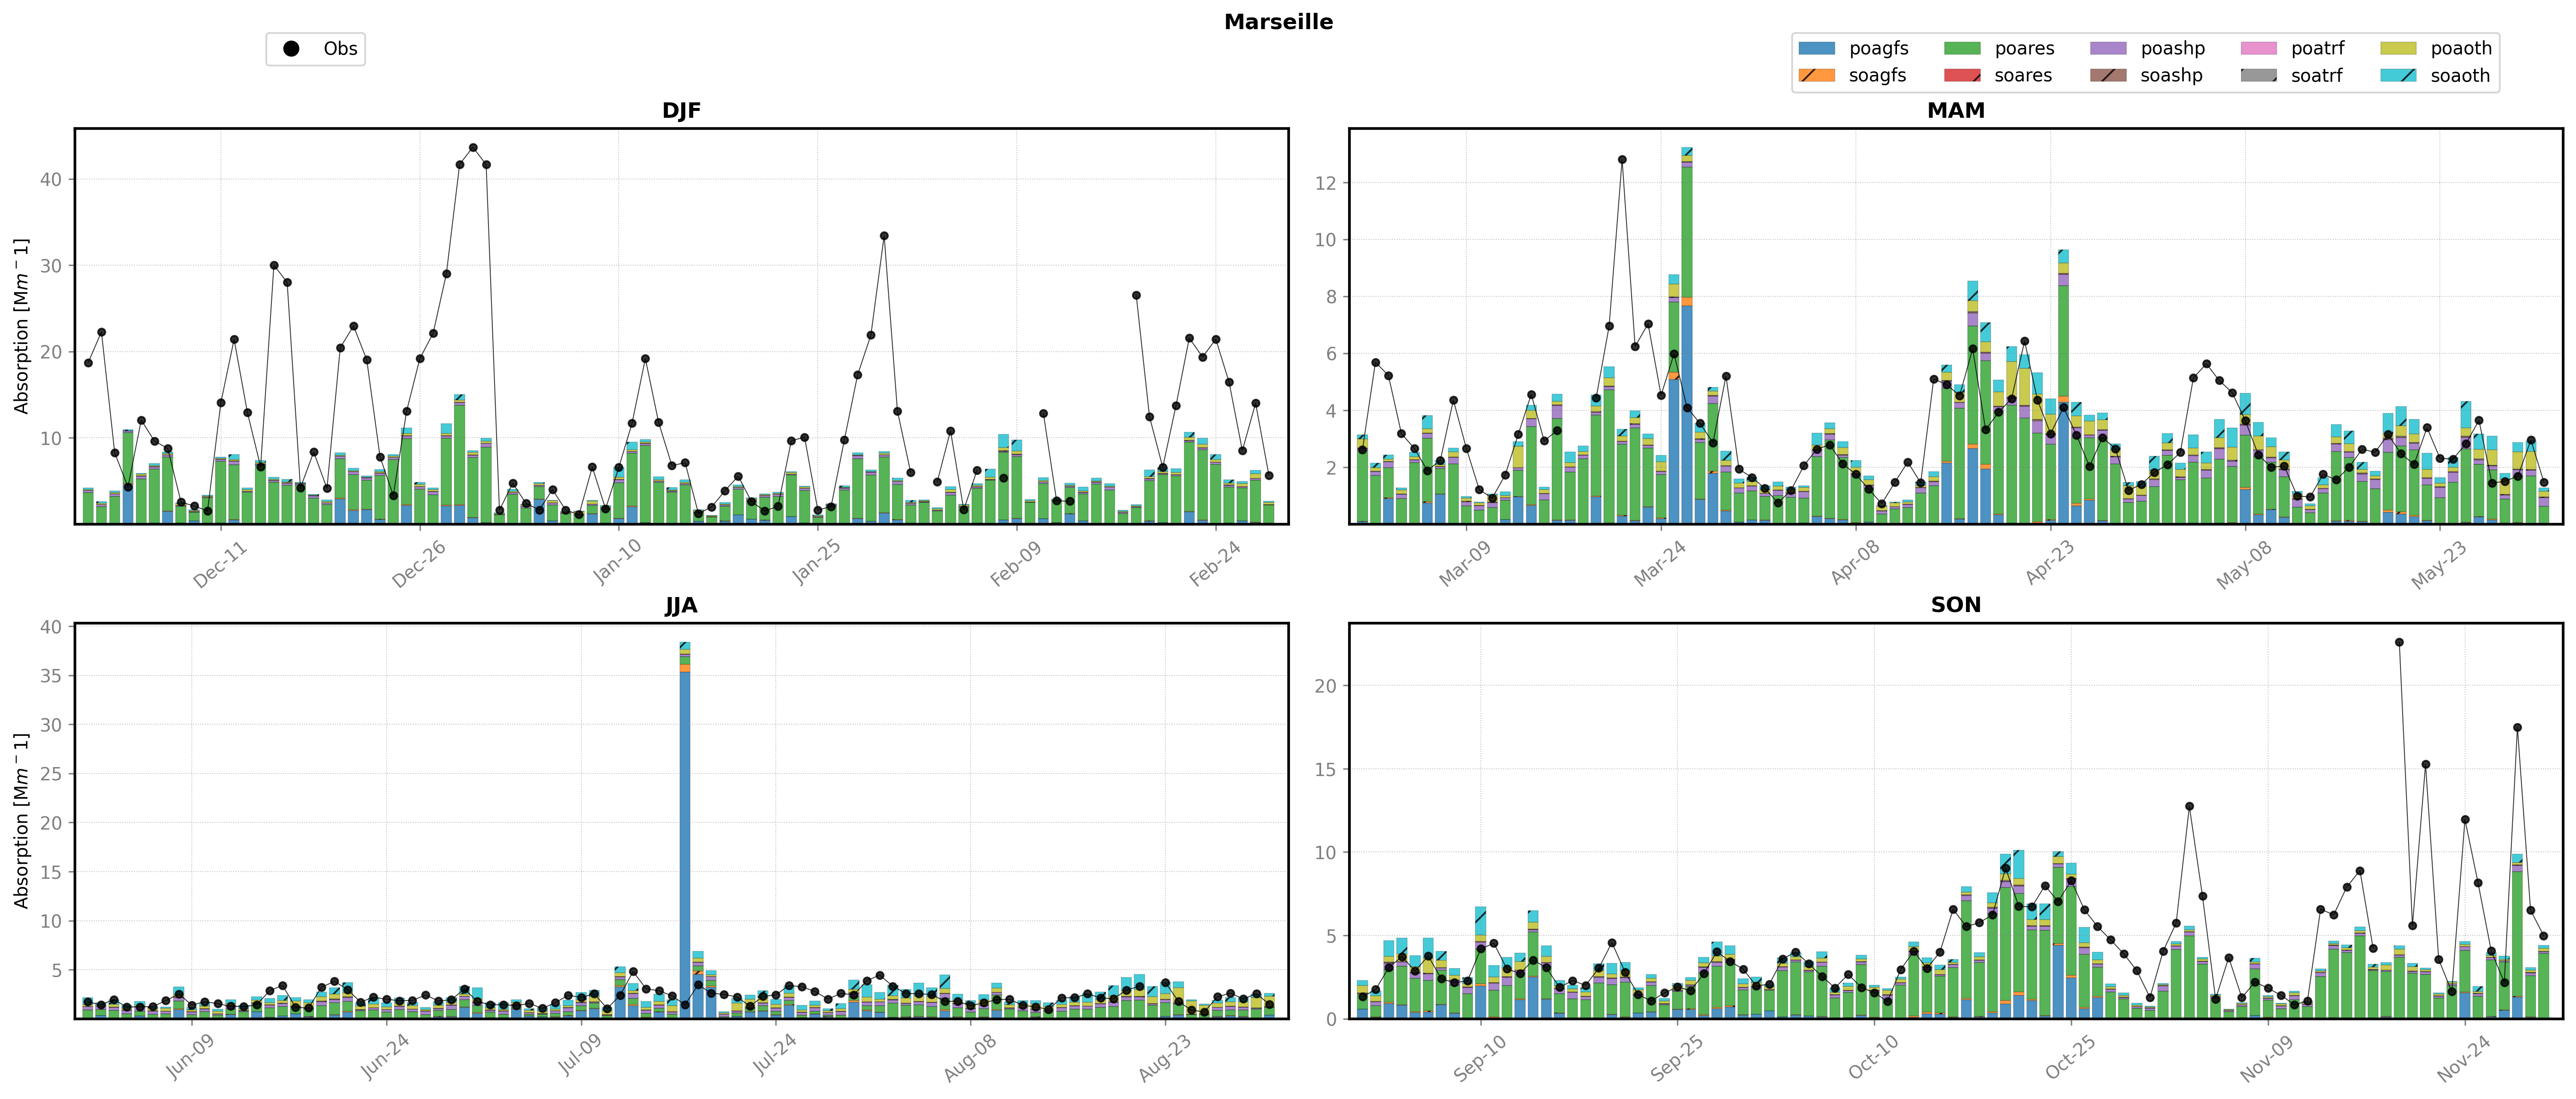 Marseille
Obs
poagfs poares poashp poatrf poaoth
soagfs soares soashp soatrf soaoth
DJF
MAM
Absorption [Mm − 1]
40
30
20
10
12
10
8
6
4
2
Dec-11 Dec-26 Jan-10 Jan-25 Feb-09 Feb-24
Mar-09 Mar-24 Apr-08 Apr-23 May-08 May-23
JJA
SON
Absorption [Mm − 1]
40
35
30
25
20
15
10
5
20
15
10
5
0
Jun-09 Jun-24 Jul-09 Jul-24 Aug-08 Aug-23
Sep-10 Sep-25 Oct-10 Oct-25 Nov-09 Nov-24